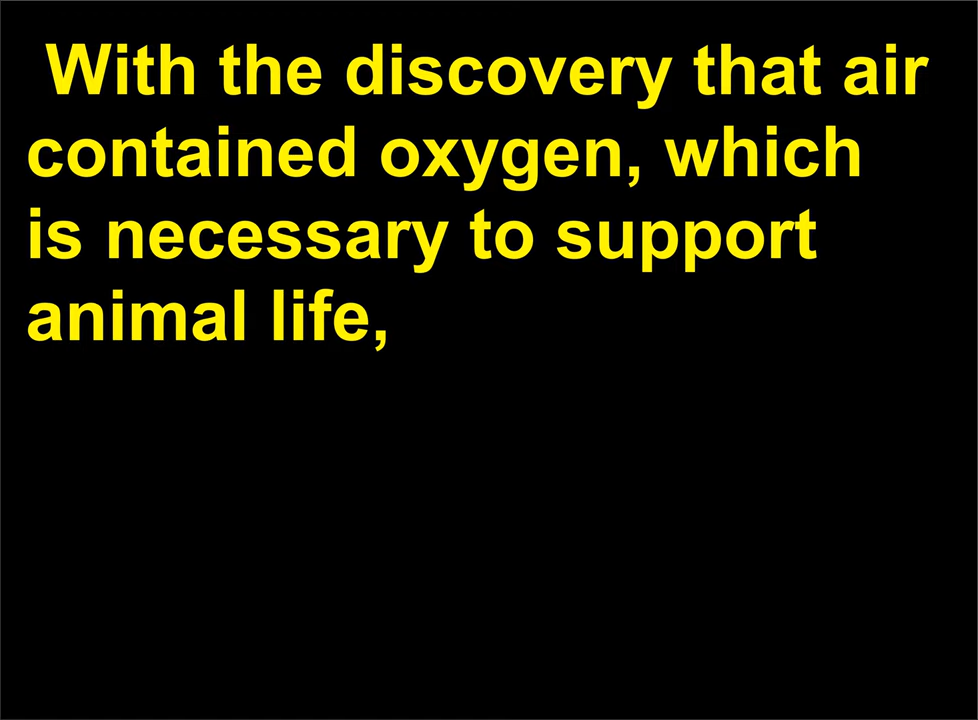 With the discovery that air
contained oxygen, which
is necessary to support
animal life,